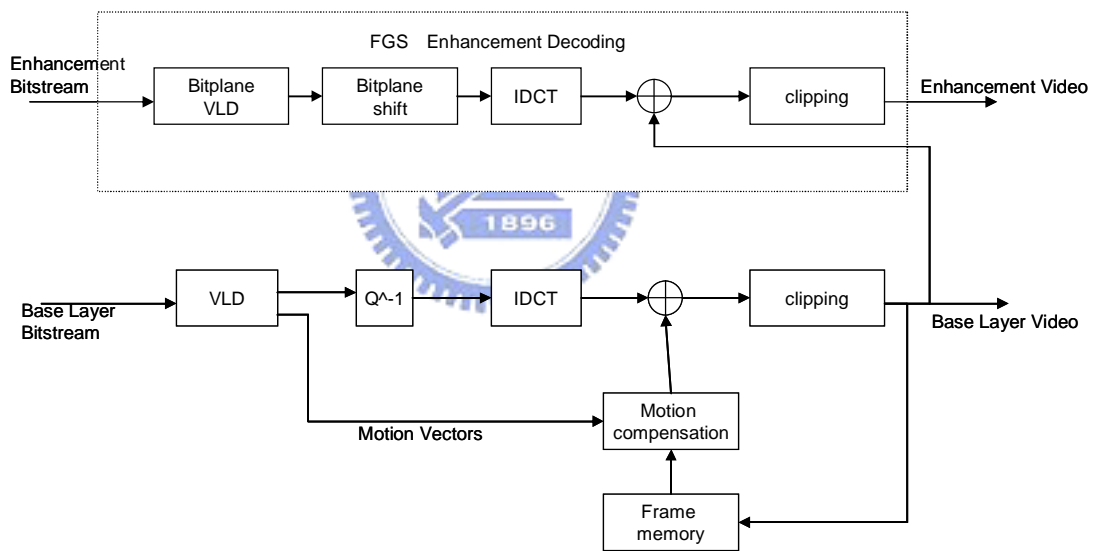 FGS Enhancement Decoding
Enhancement
Bitstream
Bitplane
VLD
Bitplane
shift
IDCT
clipping
Enhancement Video
1896
Base Layer
Bitstream
VLD
Q^-1
IDCT
clipping
Base Layer Video
Motion Vectors
Motion
compensation
Frame
memory